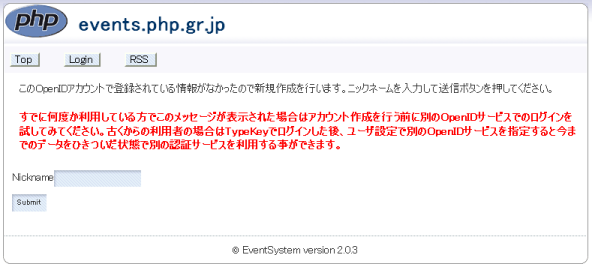 php events.php.gr.jp
Top Login RSS
このOpenIDアカウントで登録されている情報がなかったので新規作成を行います。ニックネームを入力して送信ボタンを押してください。
すでに何度か利用している方でこのメッセージが表示された場合はアカウント作成を行う前に別のOpenIDサービスでのログインを
試してみてください。古くからの利用者の場合はTypeKeyでログインした後、ユーザ設定で別のOpenIDサービスを指定すると今ま
でのデータをひきついだ状態で別の認証サービスを利用する事ができます。
Nickname
Submit
© EventSystem version 2.0.3